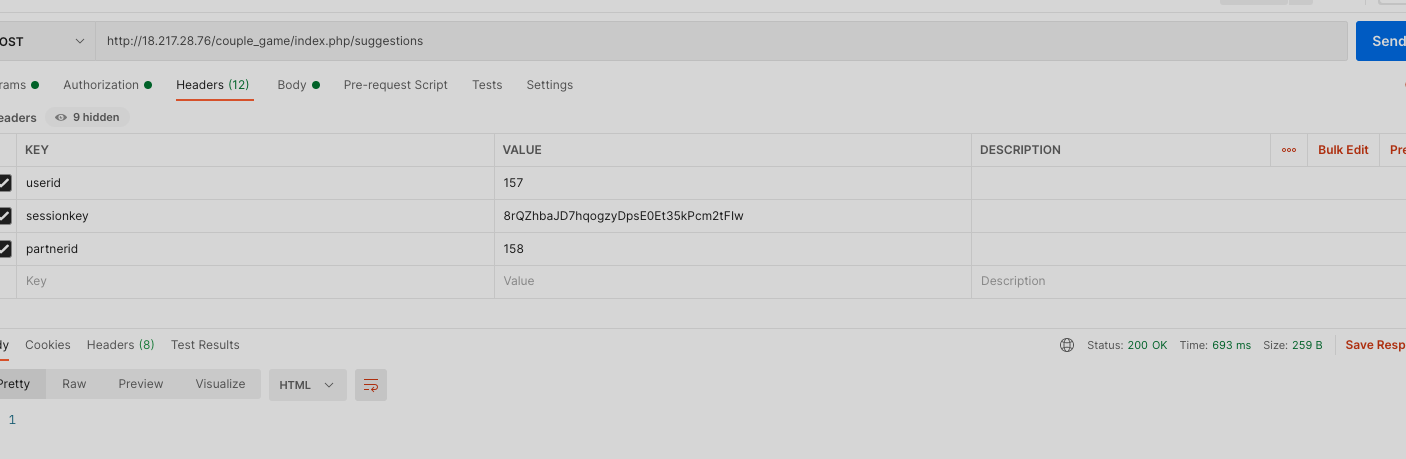 OST http://18.217.28.76/couple_game/index.php/suggestions Send
rams Authorization Headers (12) Body Pre-request Script Tests Settings
eaders 9 hidden
KEY VALUE DESCRIPTION ooo Bulk Edit Pre
userid 157
sessionkey 8rQZhbaJD7hqogzyDpsE0Et35kPcm2tFIw
partnerid 158
Key Value Description
dy Cookies Headers (8) Test Results Status: 200 OK Time: 693 ms Size: 259 B Save Resp
Pretty Raw Preview Visualize HTML
1